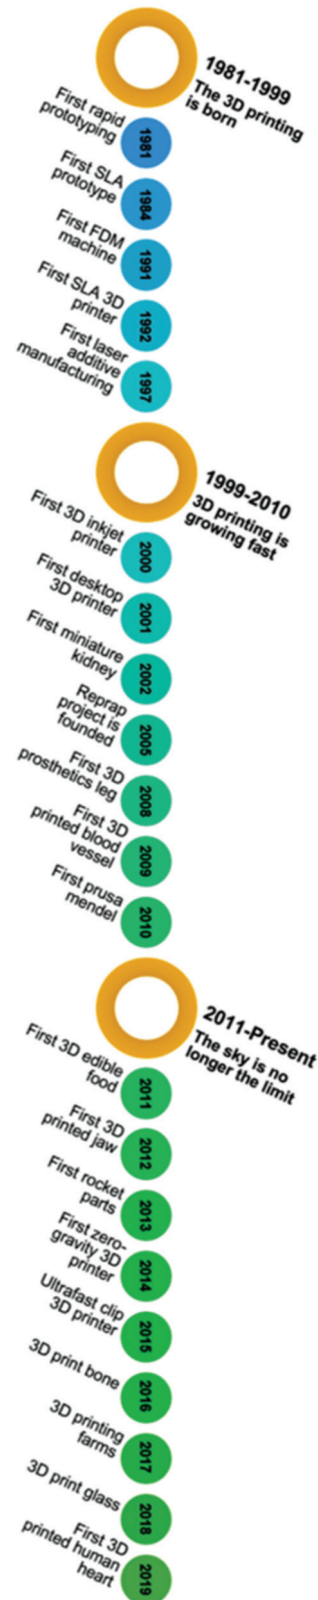 1981-1999
The 3D printing
is born
First rapid
prototyping
1981
First SLA
prototype
1984
First FDM
machine
1991
First SLA 3D
printer
1992
First laser
additive
manufacturing
1997
1999-2010
3D printing is
growing fast
First 3D inkjet
printer
2000
First desktop
3D printer
2001
First miniature
kidney
2002
Reprap
project is
founded
2005
First 3D
prosthetics leg
2008
First 3D
printed blood
vessel
2009
First prusa
mendel
2010
2011-Present
The sky is no
longer the limit
First 3D edible
food
2011
First 3D
printed jaw
2012
First rocket
parts
2013
First zero-
gravity 3D
printer
2014
Ultrafast clip
3D printer
2015
3D print bone
2016
3D printing
farms
2017
3D print glass
2018
First 3D
printed human
heart
2019